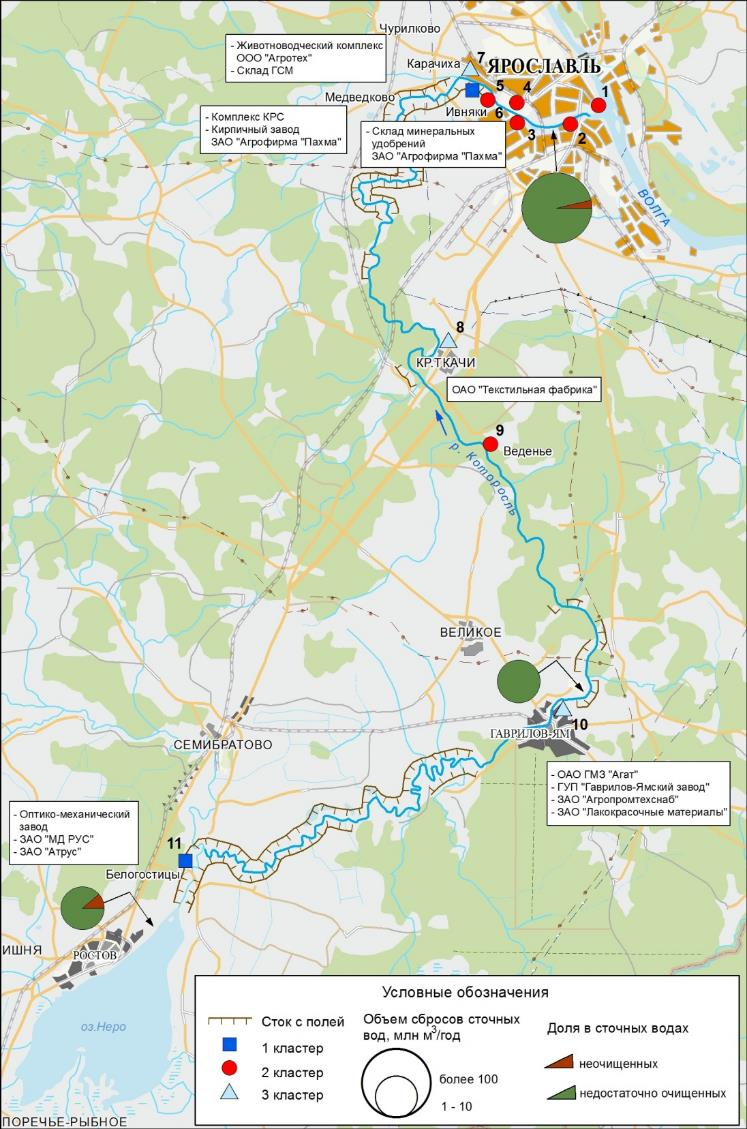 Чурилково
- Животноводческий комплекс
ООО "Агротех"
- Склад ГСМ
Карачиха
7
ЯРОСЛАВЛЬ
Медведково
5
4
1
Ивняки
6
3
2
- Комплекс КРС
- Кирпичный завод
ЗАО "Агрофирма "Пахма"
- Склад минеральных
удобрений
ЗАО "Агрофирма "Пахма"
ВОЛГА
8
КР.ТКАЧИ
ОАО "Текстильная фабрика"
9
Веденье
р. Которосль
ВЕЛИКОЕ
10
ГАВРИЛОВ-ЯМ
СЕМИБРАТОВО
- ОАО ГМЗ "Агат"
- ГУП "Гаврилов-Ямский завод"
- ЗАО "Агропромтехснаб"
- ЗАО "Лакокрасочные материалы"
- Оптико-механический
завод
- ЗАО "МД РУС"
- ЗАО "Атрус"
11
Белогостицы
ИШНЯ
РОСТОВ
оз.Неро
ПОРЕЧЬЕ-РЫБНОЕ
Условные обозначения
Сток с полей
1 кластер
2 кластер
3 кластер
Объем сбросов сточных
вод, млн м³/год
более 100
1 - 10
Доля в сточных водах
неочищенных
недостаточно очищенных